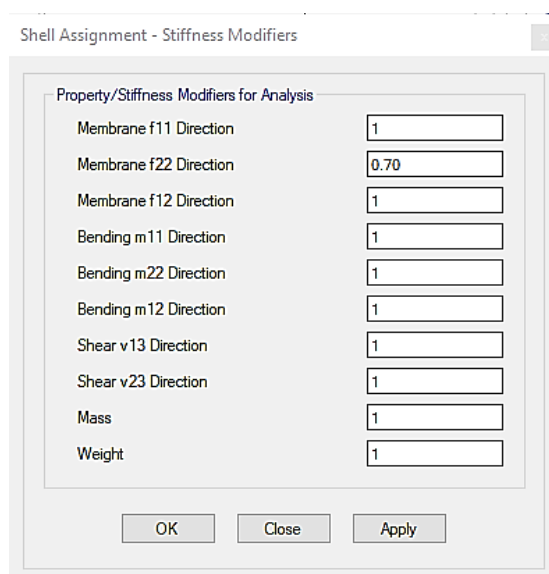 Shell Assignment - Stiffness Modifiers
x
Property/Stiffness Modifiers for Analysis
Membrane f11 Direction 1
Membrane f22 Direction 0.70
Membrane f12 Direction 1
Bending m11 Direction 1
Bending m22 Direction 1
Bending m12 Direction 1
Shear v13 Direction 1
Shear v23 Direction 1
Mass 1
Weight 1
OK Close Apply